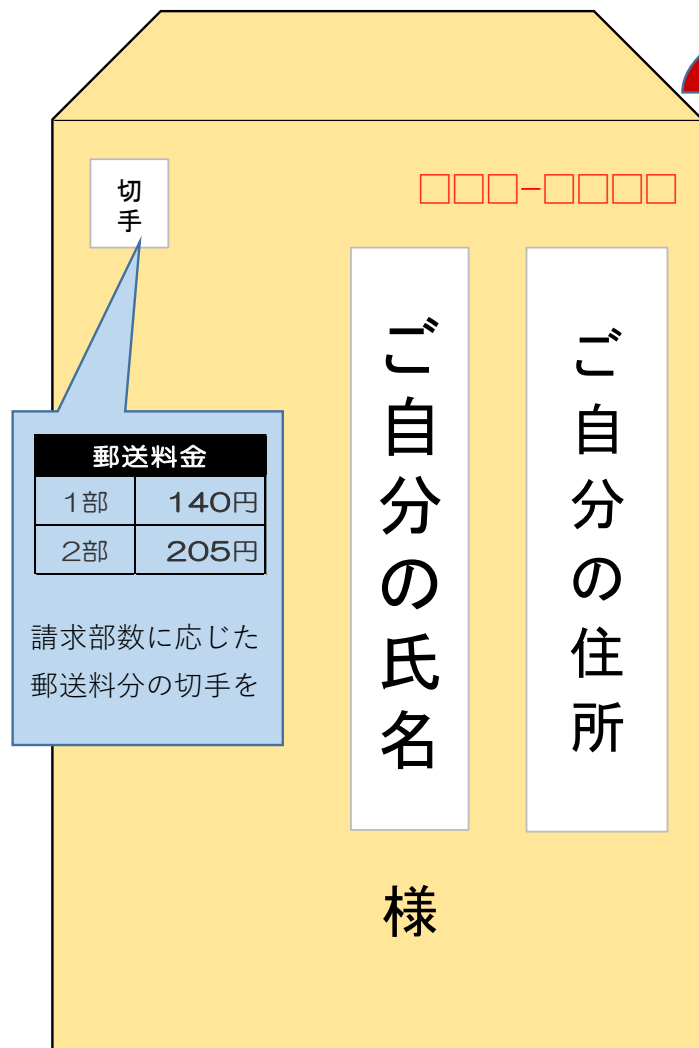 切手
□□□-□□□□
ご自分の住所
ご自分の氏名
様
郵送料金
1部 140円
2部 205円
請求部数に応じた
郵送料分の切手を